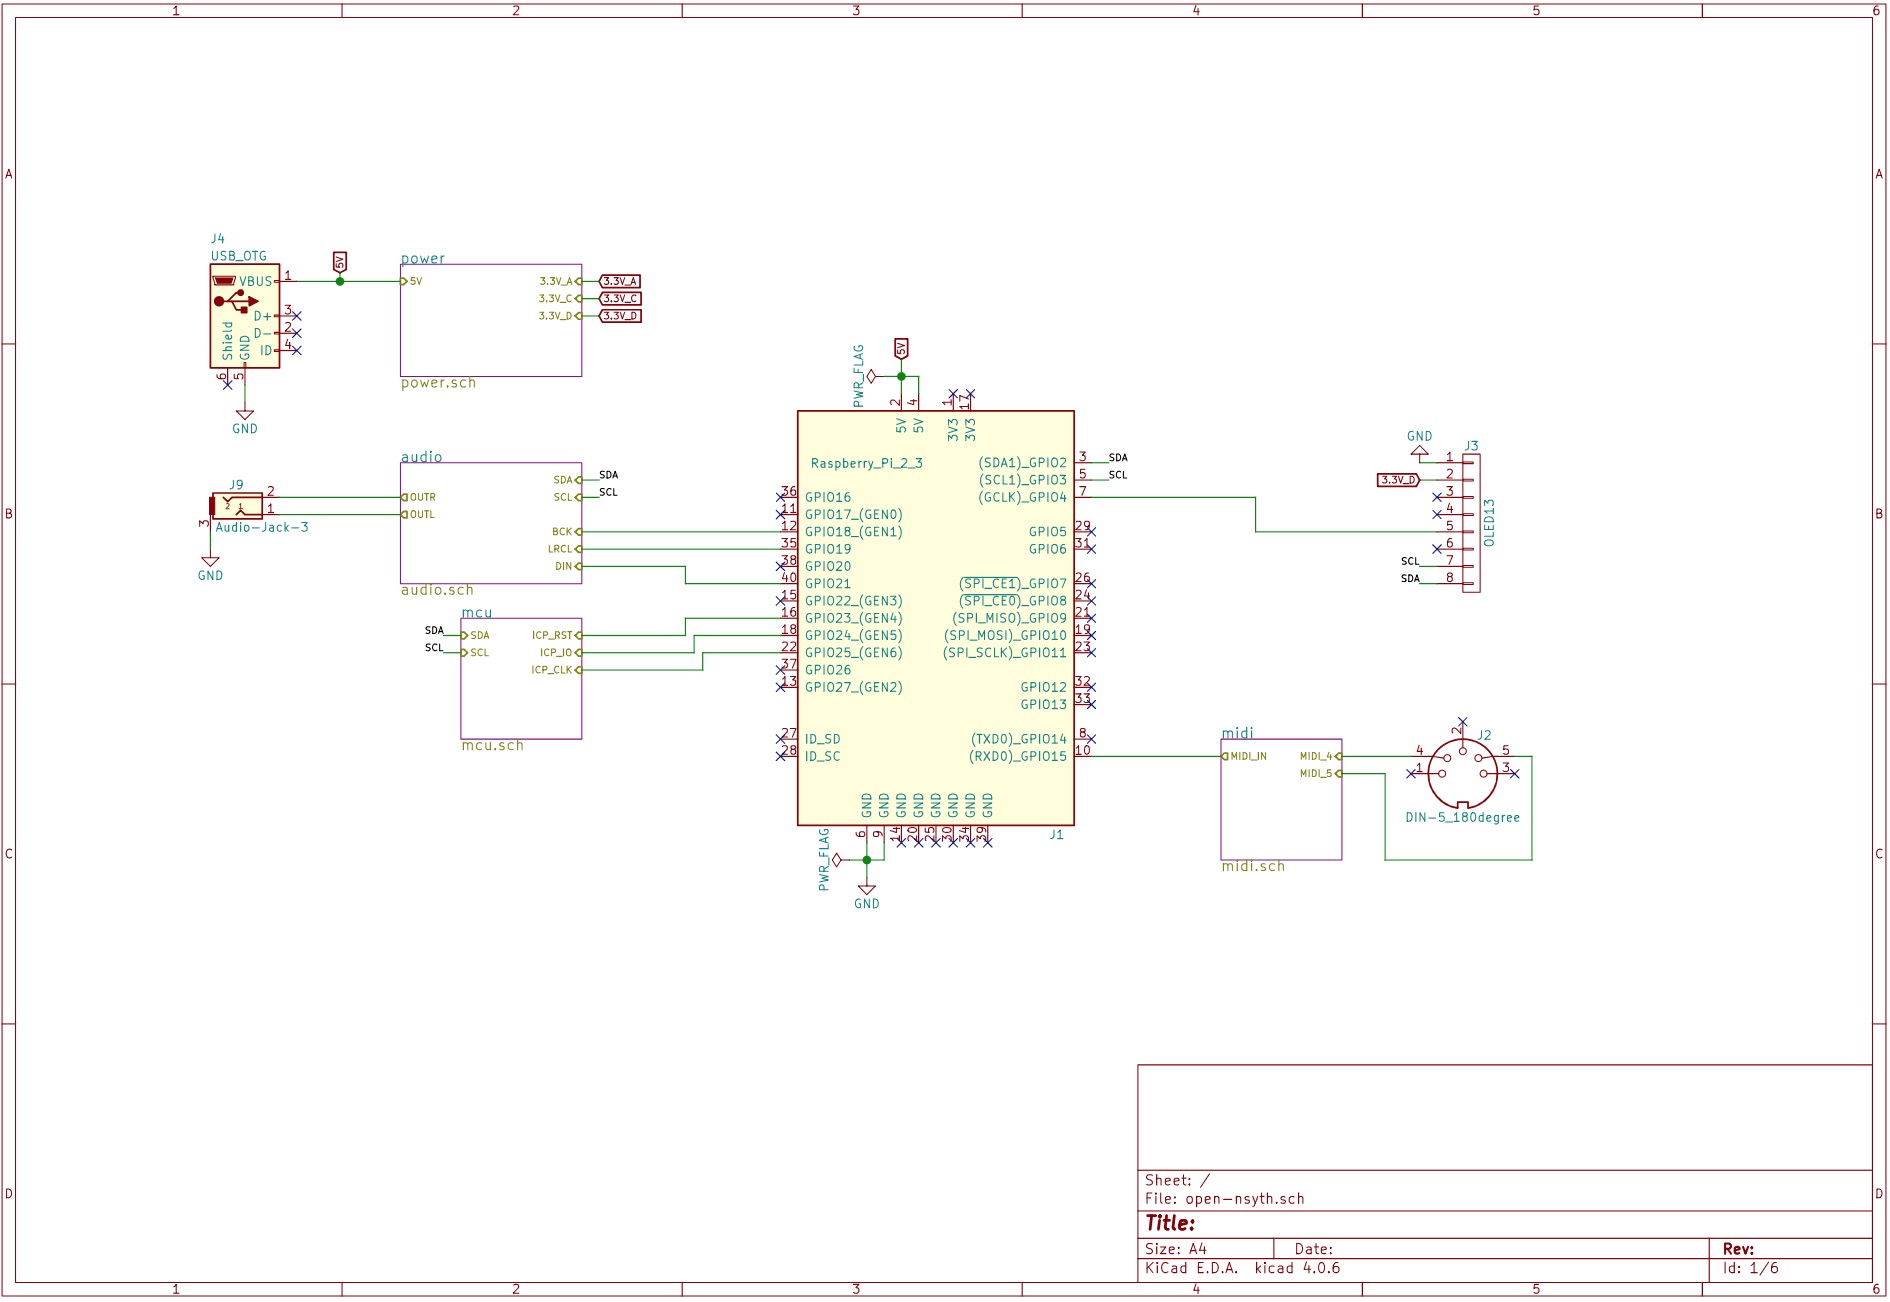 1 2 3 4 5 6
A A
B B
C C
D D
J4
USB_OTG
VBUS 1
D+ 3
D- 2
ID 4
Shield
GND
6
5
GND
5V
power
5V
3.3V_A 3.3V_A
3.3V_C 3.3V_C
3.3V_D 3.3V_D
power.sch
J9
2
1
2 1
3
Audio-Jack-3
GND
audio
OUTR
OUTL
SDA SDA
SCL SCL
BCK
LRCL
DIN
audio.sch
mcu
SDA SDA
SCL SCL
ICP_RST
ICP_IO
ICP_CLK
mcu.sch
PWR_FLAG
5V
2 4 1 17
5V 5V 3V3 3V3
Raspberry_Pi_2_3
36 GPIO16
11 GPIO17_(GEN0)
12 GPIO18_(GEN1)
35 GPIO19
38 GPIO20
40 GPIO21
15 GPIO22_(GEN3)
16 GPIO23_(GEN4)
18 GPIO24_(GEN5)
22 GPIO25_(GEN6)
37 GPIO26
13 GPIO27_(GEN2)
27 ID_SD
28 ID_SC
(SDA1)_GPIO2 3 SDA
(SCL1)_GPIO3 5 SCL
(GCLK)_GPIO4 7
GPIO5 29
GPIO6 31
(SPI_CE1)_GPIO7 26
(SPI_CE0)_GPIO8 24
(SPI_MISO)_GPIO9 21
(SPI_MOSI)_GPIO10 19
(SPI_SCLK)_GPIO11 23
GPIO12 32
GPIO13 33
(TXD0)_GPIO14 8
(RXD0)_GPIO15 10
GND GND GND GND GND GND GND GND
6 9 14 20 25 30 34 39
J1
PWR_FLAG
GND
GND
J3
1
3.3V_D 2
3
4
5
6
SCL 7
SDA 8
OLED13
midi
MIDI_IN
MIDI_4
MIDI_5
midi.sch
J2
2
4 5
1 3
DIN-5_180degree
Sheet: /
File: open-nsyth.sch
Title:
Size: A4 Date: Rev:
KiCad E.D.A. kicad 4.0.6 Id: 1/6
1 2 3 4 5 6